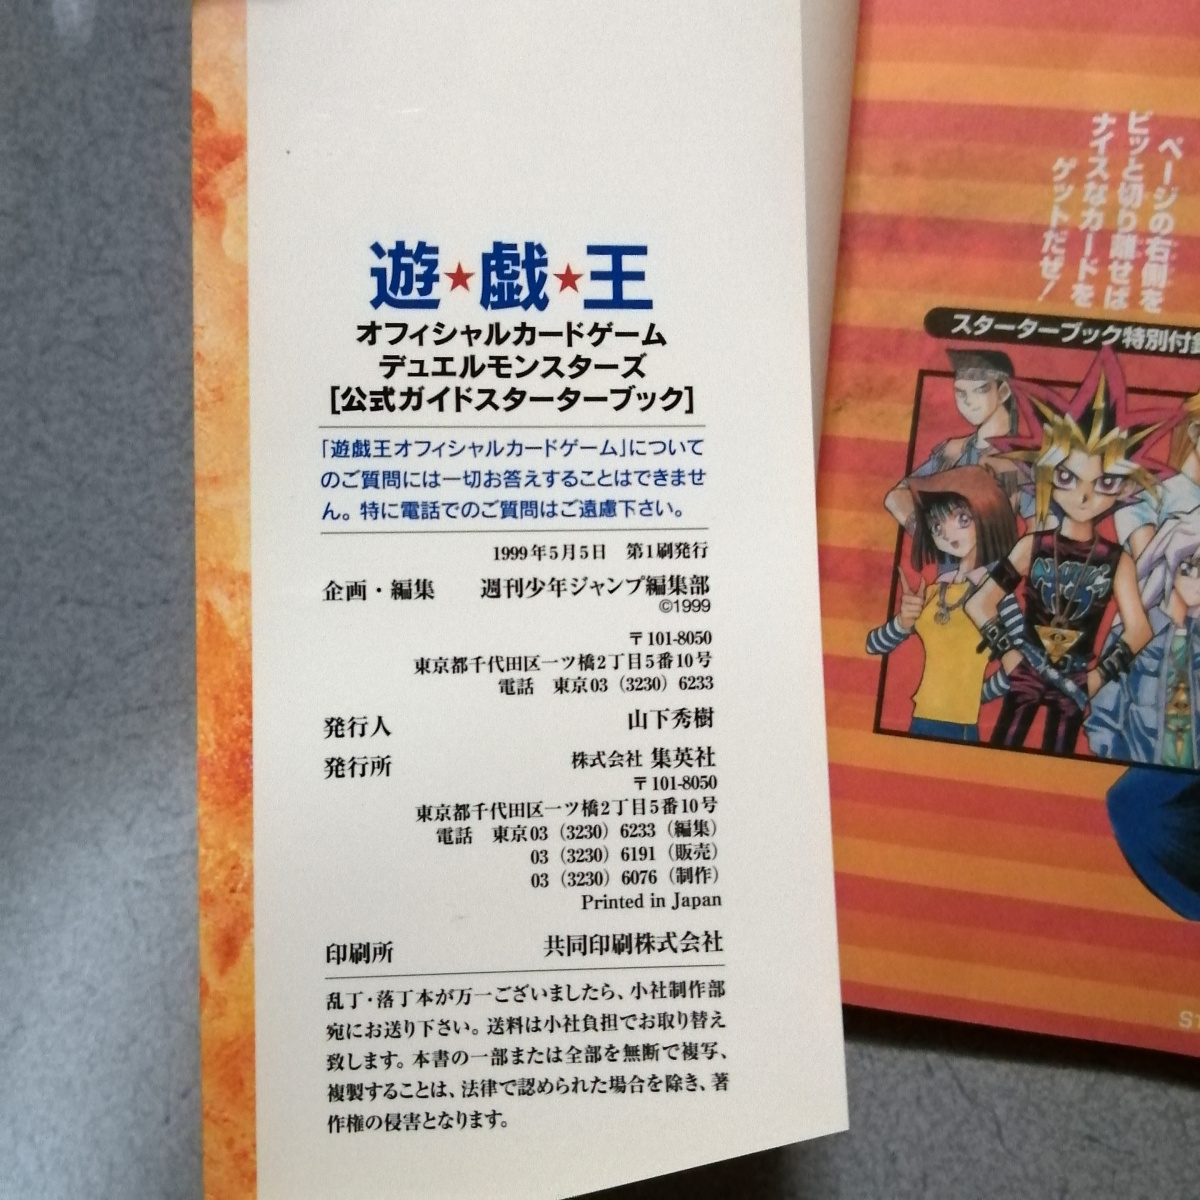 遊★戯★王
オフィシャルカードゲーム
デュエルモンスターズ
[公式ガイドスターターブック]
「遊戯王オフィシャルカードゲーム」について
のご質問には一切お答えすることはできませ
ん。特に電話でのご質問はご遠慮下さい。
1999年5月5日 第1刷発行
企画・編集 週刊少年ジャンプ編集部
©1999
〒101-8050
東京都千代田区一ツ橋2丁目5番10号
電話 東京03（3230）6233
発行人 山下秀樹
発行所 株式会社 集英社
〒101-8050
東京都千代田区一ツ橋2丁目5番10号
電話 東京03（3230）6233（編集）
03（3230）6191（販売）
03（3230）6076（制作）
Printed in Japan
印刷所 共同印刷株式会社
乱丁・落丁本が万一ございましたら、小社制作部
宛にお送り下さい。送料は小社負担でお取り替え
致します。本書の一部または全部を無断で複写、
複製することは、法律で認められた場合を除き、著
作権の侵害となります。
ページの右側を
ピッと切り離せば
ナイスなカードを
ゲットだぜ！
スターターブック特別付録